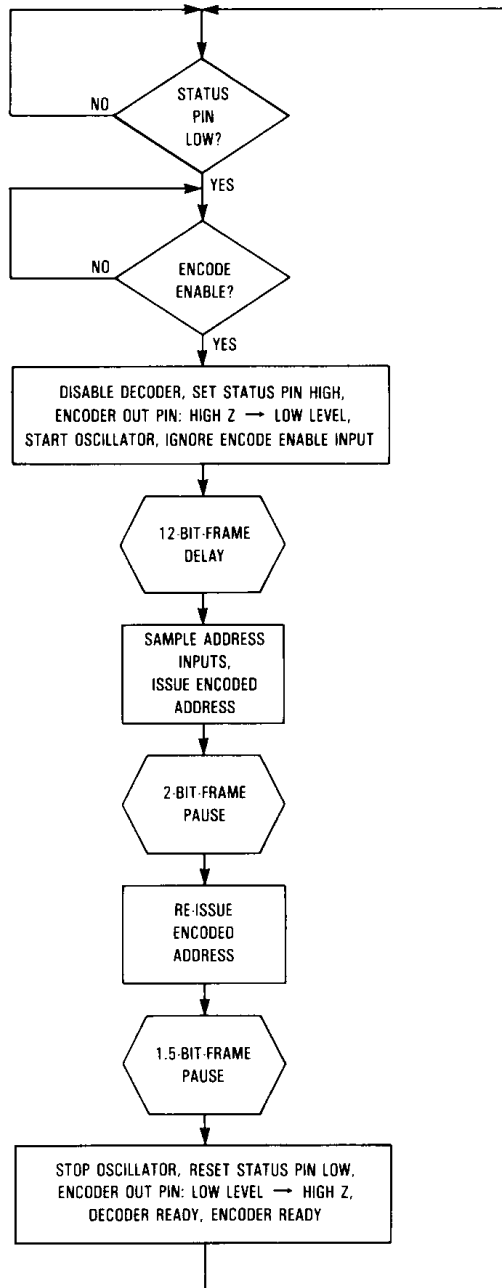 STATUS
PIN
LOW?
NO
YES
ENCODE
ENABLE?
NO
YES
DISABLE DECODER, SET STATUS PIN HIGH,
ENCODER OUT PIN: HIGH Z → LOW LEVEL,
START OSCILLATOR, IGNORE ENCODE ENABLE INPUT
12-BIT-FRAME
DELAY
SAMPLE ADDRESS
INPUTS,
ISSUE ENCODED
ADDRESS
2-BIT-FRAME
PAUSE
RE-ISSUE
ENCODED
ADDRESS
1.5-BIT-FRAME
PAUSE
STOP OSCILLATOR, RESET STATUS PIN LOW,
ENCODER OUT PIN: LOW LEVEL → HIGH Z,
DECODER READY, ENCODER READY